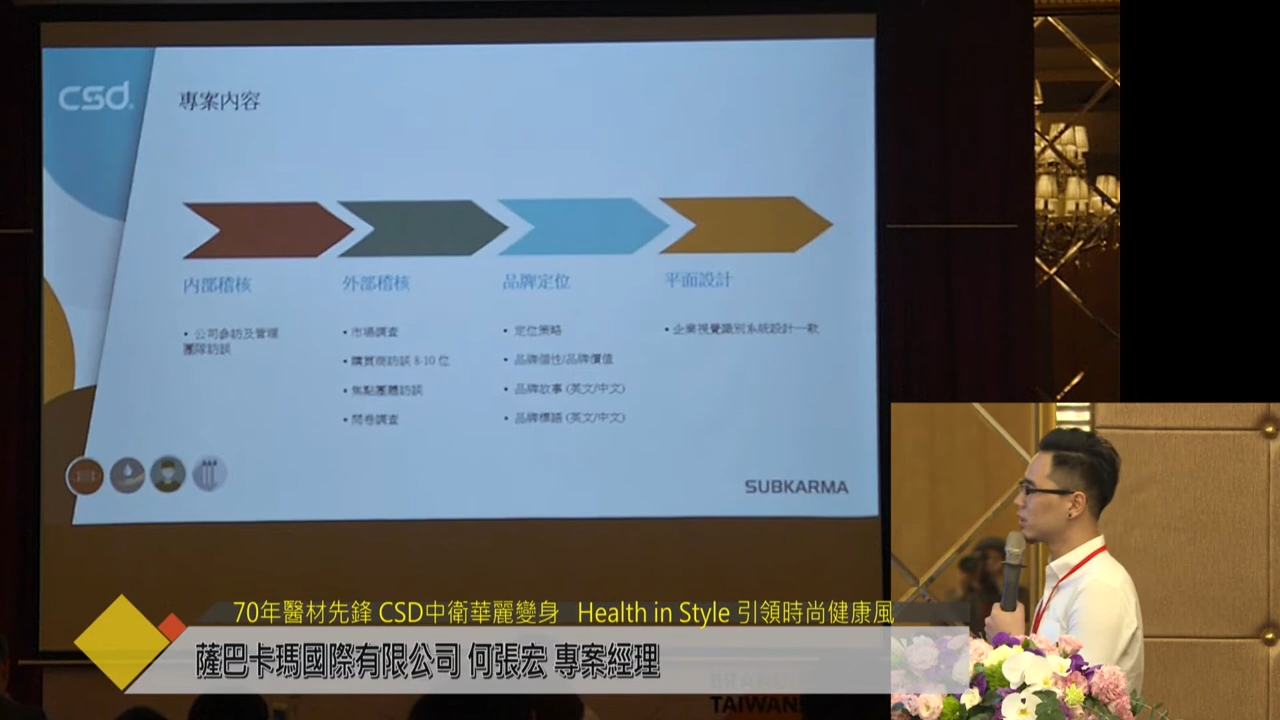 csd.
專案內容
內部稽核
• 公司參訪及管理
團隊訪談
外部稽核
• 市場調查
• 購買商訪談 8-10 位
• 焦點團體訪談
• 問卷調查
品牌定位
• 定位策略
• 品牌個性/品牌價值
• 品牌故事 (英文/中文)
• 品牌標語 (英文/中文)
平面設計
• 企業視覺識別系統設計一款
SUBKARMA
70年醫材先鋒 CSD中衛華麗變身 Health in Style 引領時尚健康風
薩巴卡瑪國際有限公司 何張宏 專案經理
TAIWAN